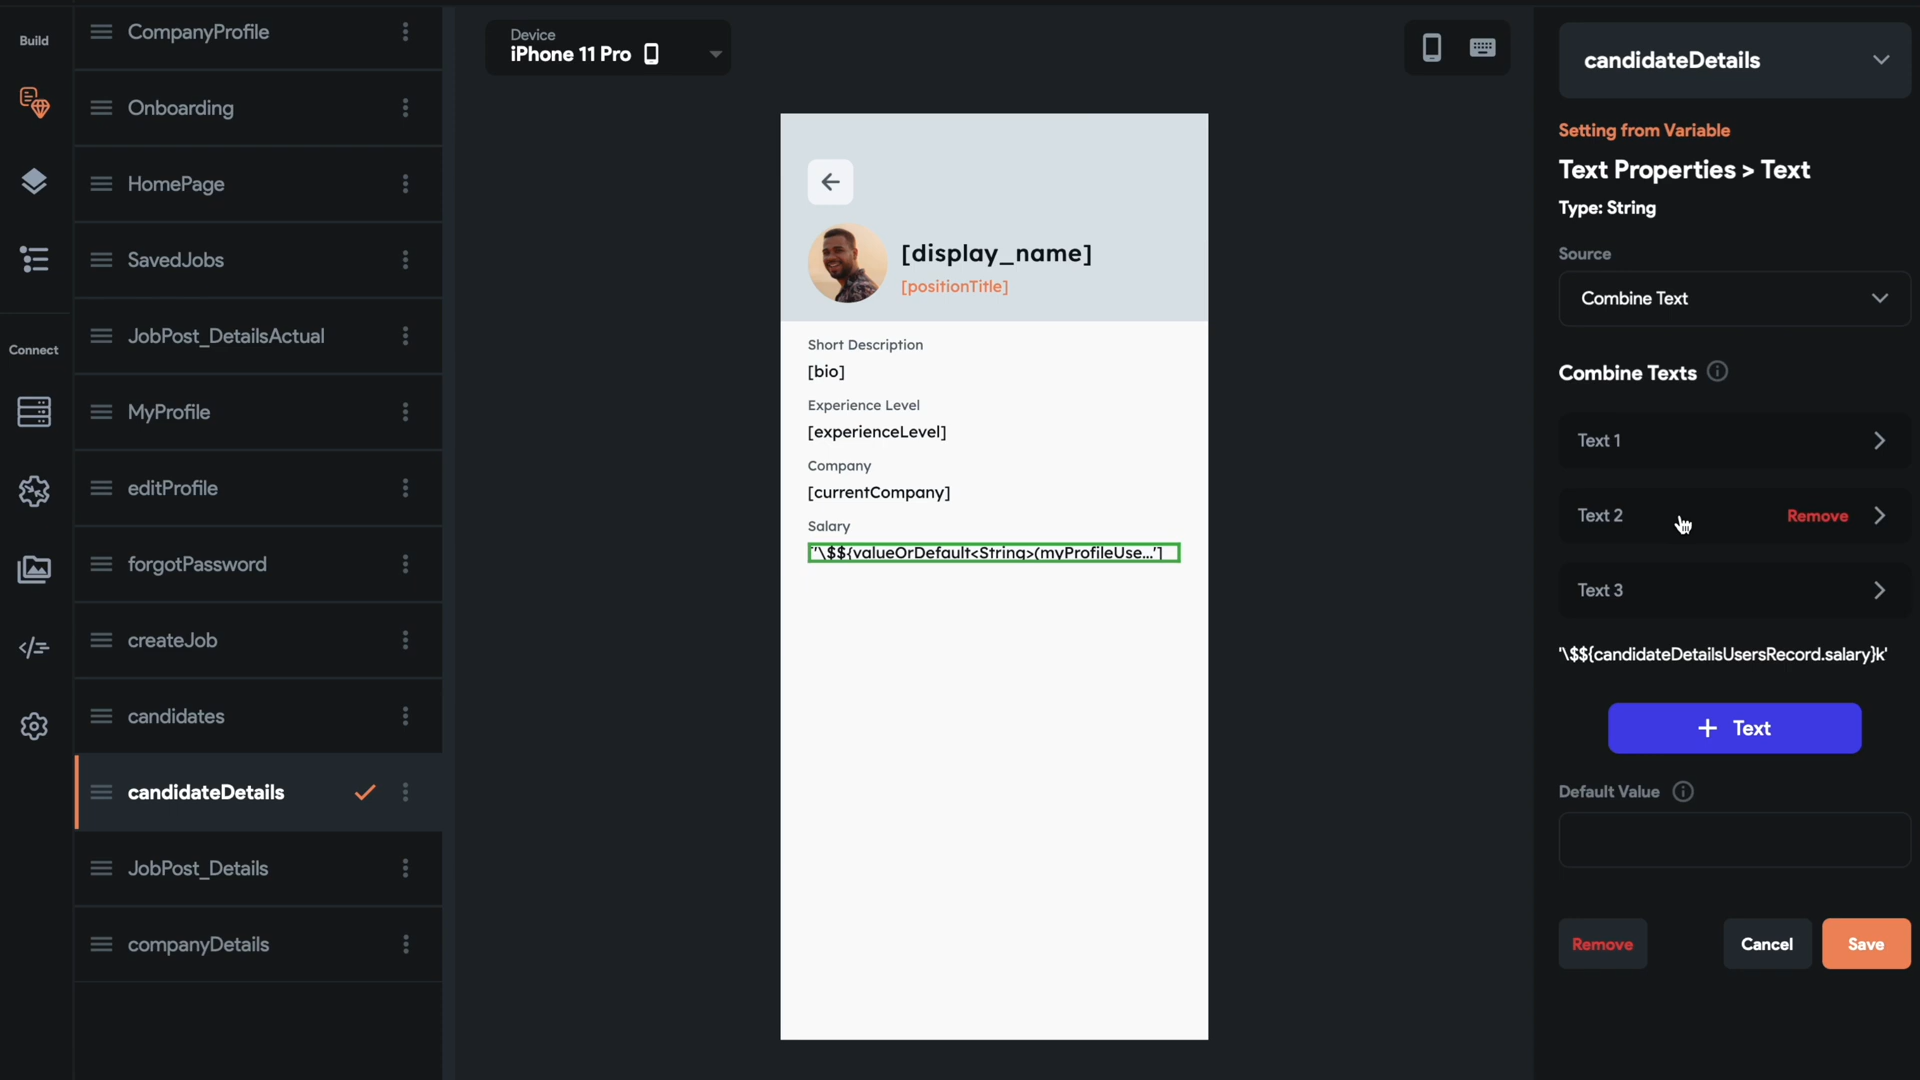 Build
Connect
CompanyProfile
Onboarding
HomePage
SavedJobs
JobPost_DetailsActual
MyProfile
editProfile
forgotPassword
createJob
candidates
candidateDetails
JobPost_Details
companyDetails
Device
iPhone 11 Pro
[display_name]
[positionTitle]
Short Description
[bio]
Experience Level
[experienceLevel]
Company
[currentCompany]
Salary
['\$${valueOrDefault<String>(myProfileUse...']
candidateDetails
Setting from Variable
Text Properties > Text
Type: String
Source
Combine Text
Combine Texts
Text 1
Text 2 Remove
Text 3
'\$${candidateDetailsUsersRecord.salary}k'
+ Text
Default Value
Remove Cancel Save